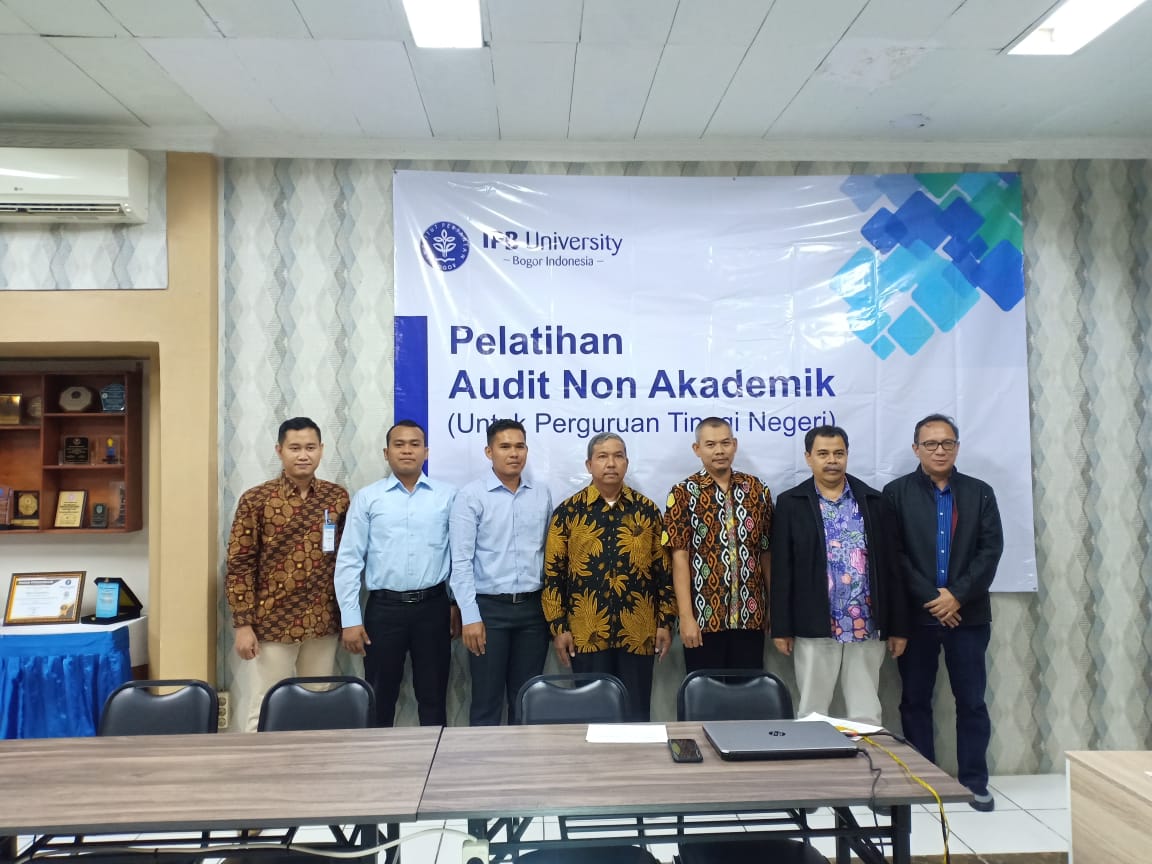 IPB University
Bogor Indonesia
Pelatihan
Audit Non Akademik
(Untuk Perguruan Tinggi Negeri)